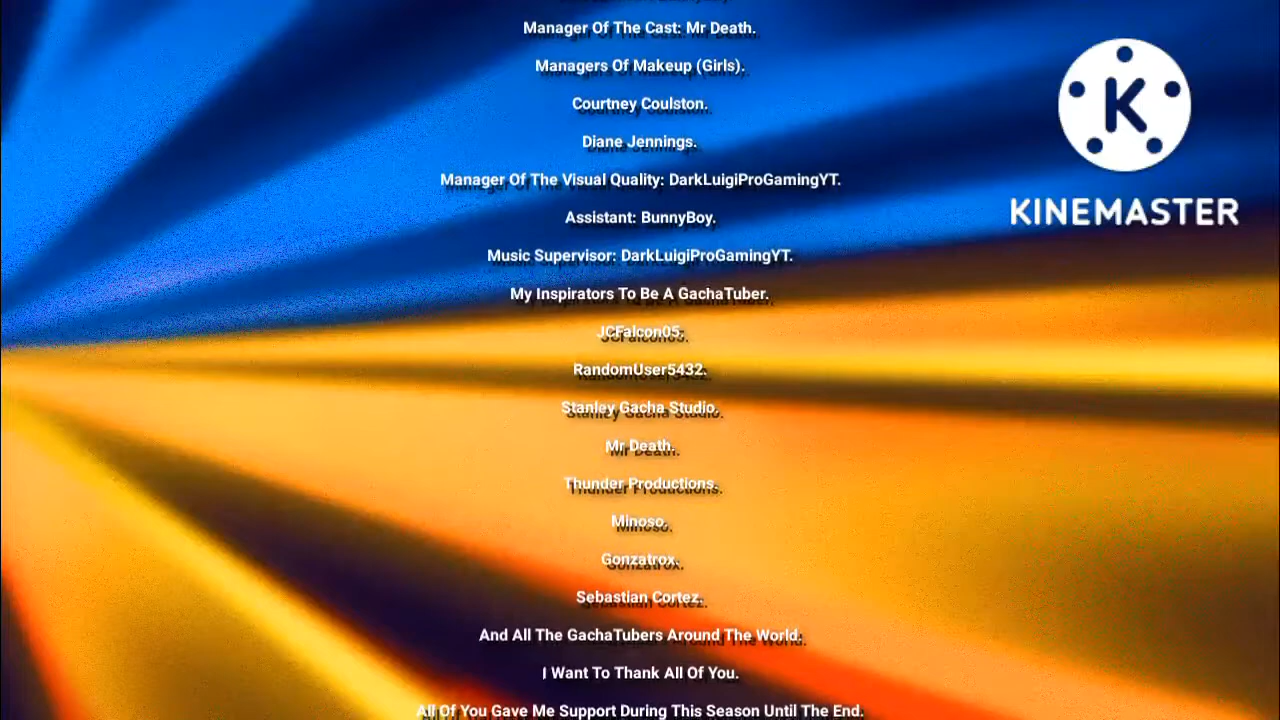 Manager Of The Cast: Mr Death.
Managers Of Makeup (Girls).
Courtney Coulston.
Diane Jennings.
Manager Of The Visual Quality: DarkLuigiProGamingYT.
Assistant: BunnyBoy.
Music Supervisor: DarkLuigiProGamingYT.
My Inspirators To Be A GachaTuber.
JCFalcon05.
RandomUser5432.
Stanley Gacha Studio.
Mr Death.
Thunder Productions.
Minoso.
Gonzatrox.
Sebastian Cortez.
And All The GachaTubers Around The World.
I Want To Thank All Of You.
All Of You Gave Me Support During This Season Until The End.
K
KINEMASTER